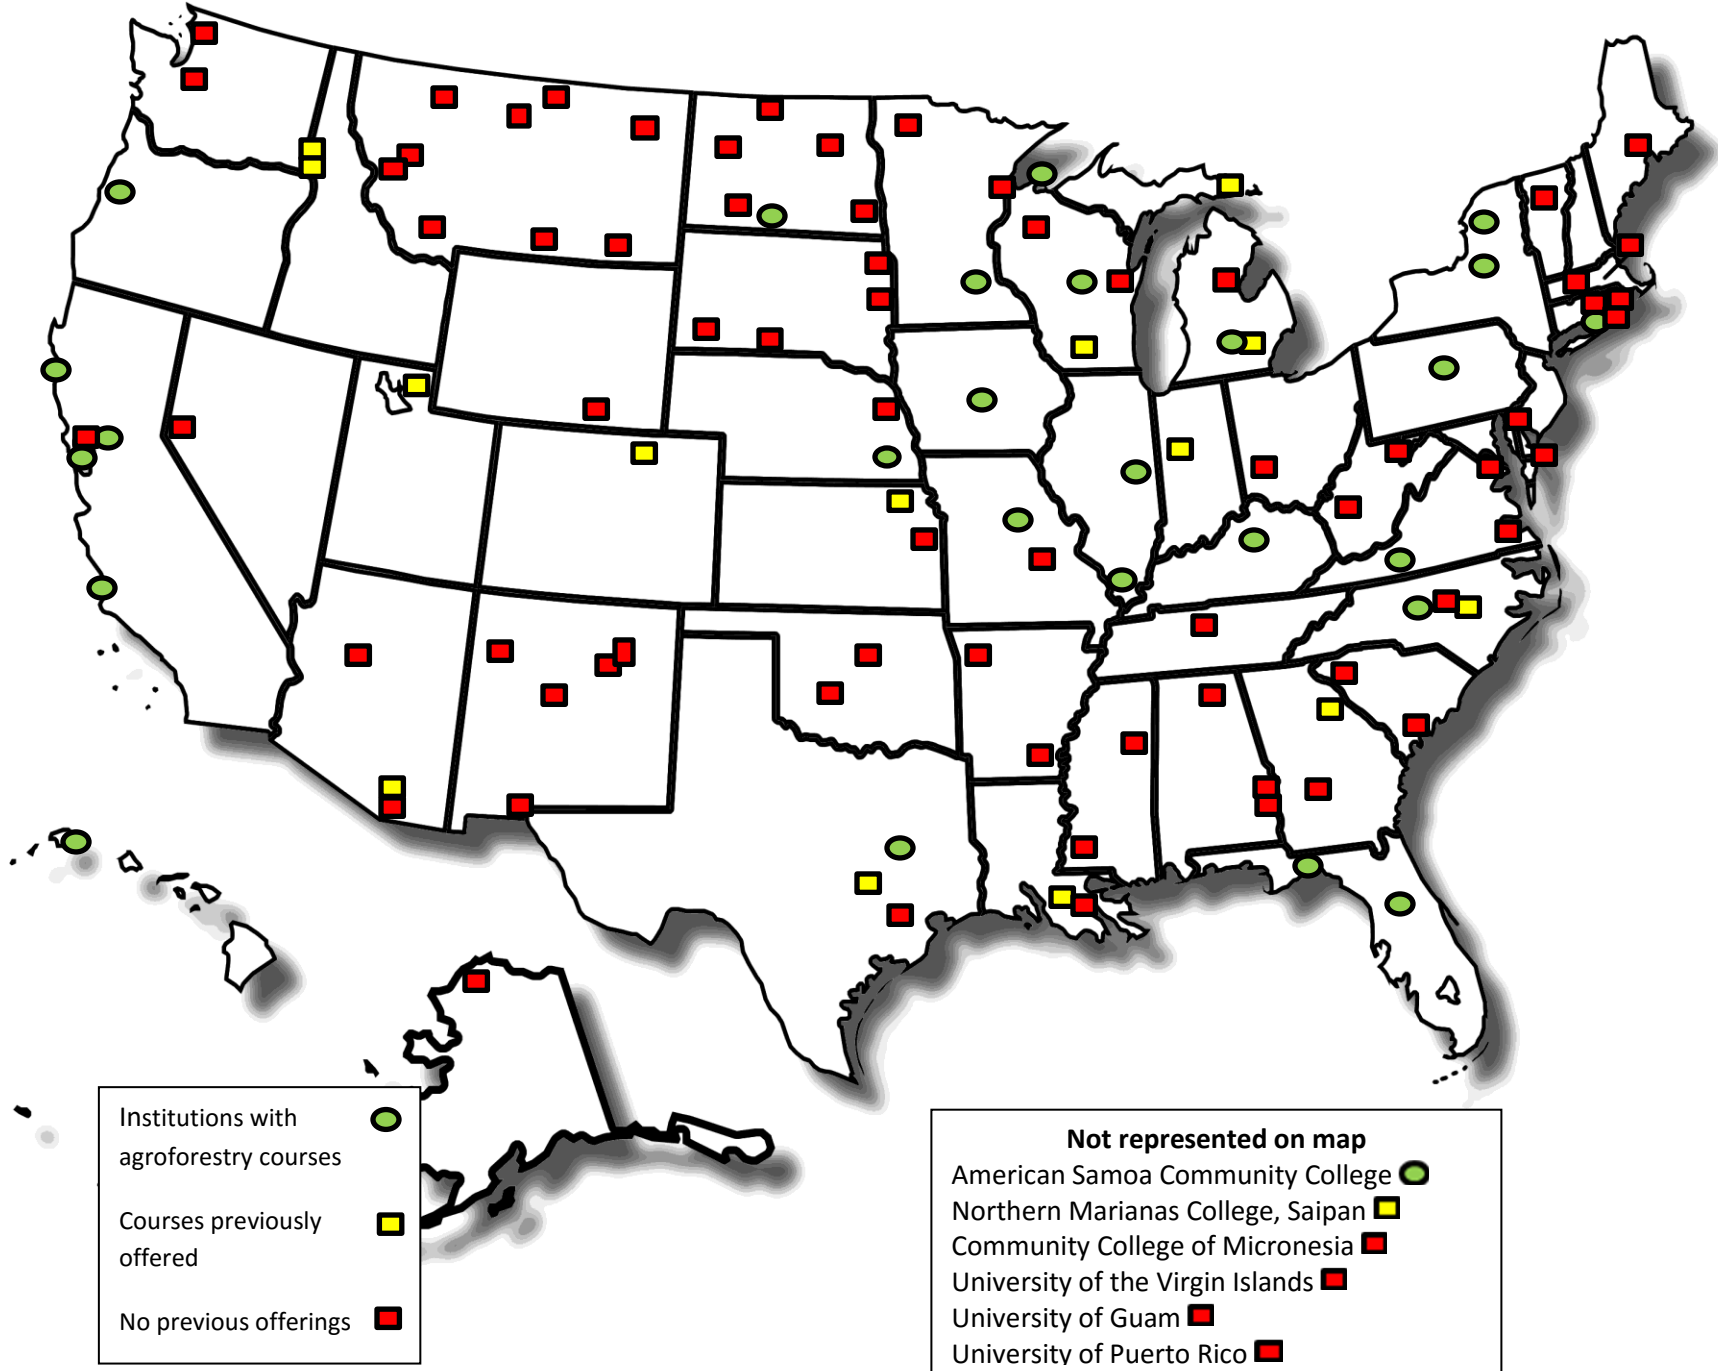 Institutions with
agroforestry courses
Courses previously
offered
No previous offerings
Not represented on map
American Samoa Community College
Northern Marianas College, Saipan
Community College of Micronesia
University of the Virgin Islands
University of Guam
University of Puerto Rico